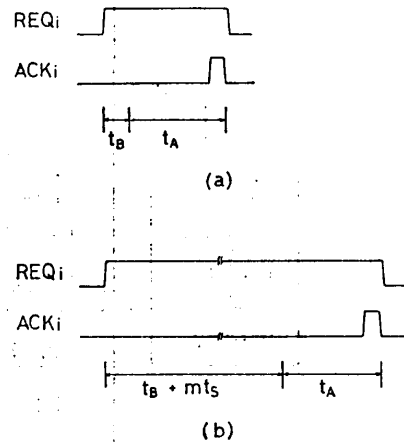 REQi
ACKi
tB tA
(a)
REQi
ACKi
tB + mtS tA
(b)